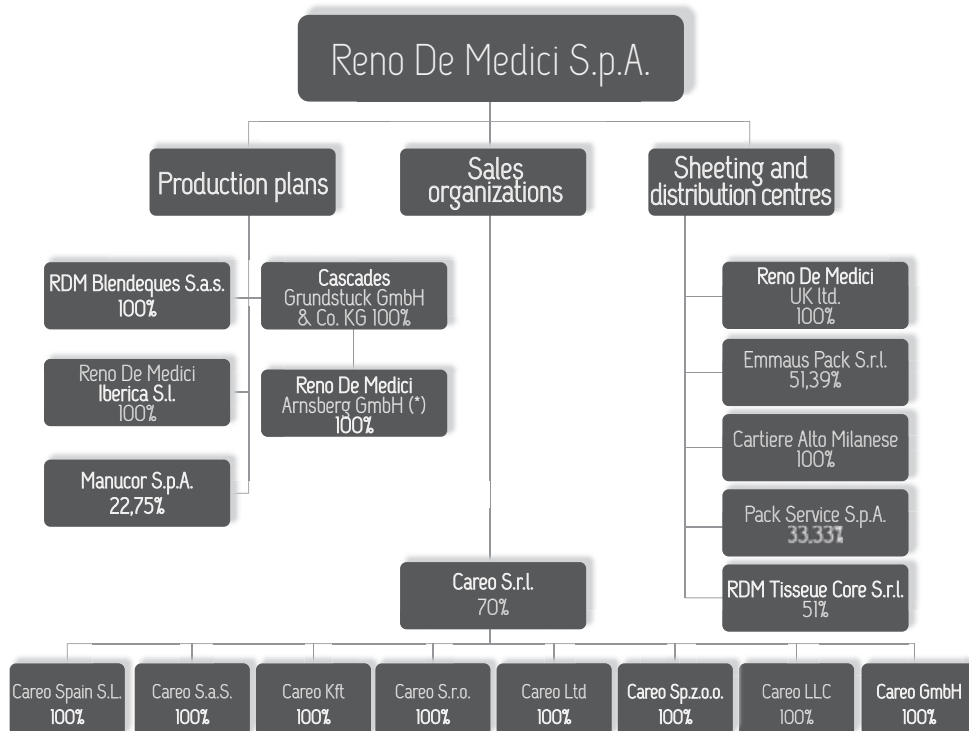 Reno De Medici S.p.A.
Production plans
Sales
organizations
Sheeting and
distribution centres
RDM Blendeques S.a.s.
100%
Cascades
Grundstuck GmbH
& Co. KG 100%
Reno De Medici
Iberica S.l.
100%
Reno De Medici
Arnsberg GmbH (*)
100%
Manucor S.p.A.
22,75%
Reno De Medici
UK ltd.
100%
Emmaus Pack S.r.l.
51,39%
Cartiere Alto Milanese
100%
Pack Service S.p.A.
33,33%
RDM Tisseue Core S.r.l.
51%
Careo S.r.l.
70%
Careo Spain S.L.
100%
Careo S.a.S.
100%
Careo Kft
100%
Careo S.r.o.
100%
Careo Ltd
100%
Careo Sp.z.o.o.
100%
Careo LLC
100%
Careo GmbH
100%